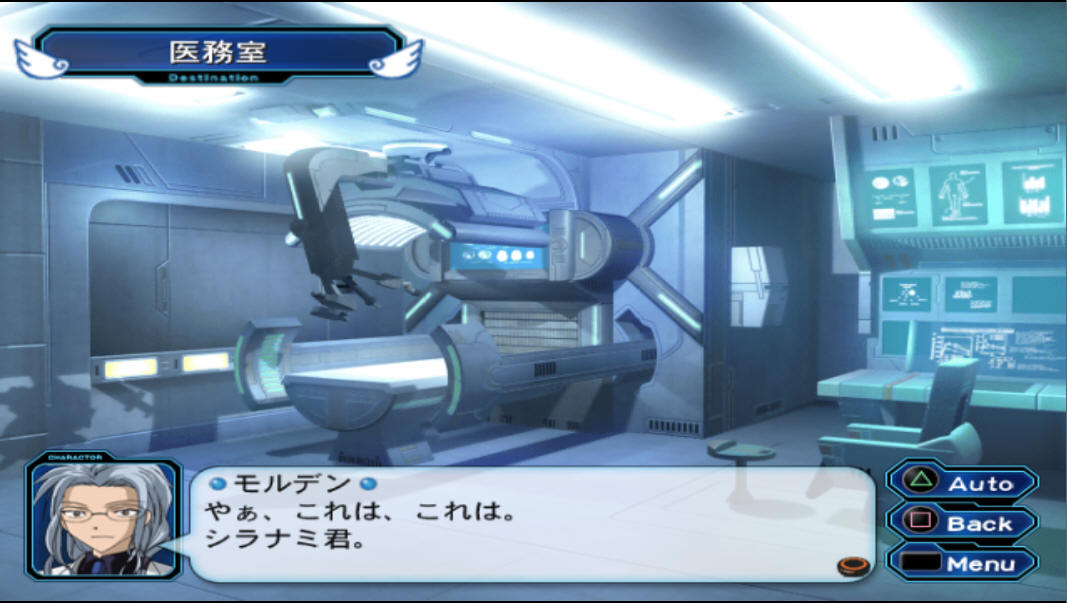 医務室
Destination
CHARACTOR
モルデン
やぁ、これは、これは。
シラナミ君。
Auto
Back
Menu